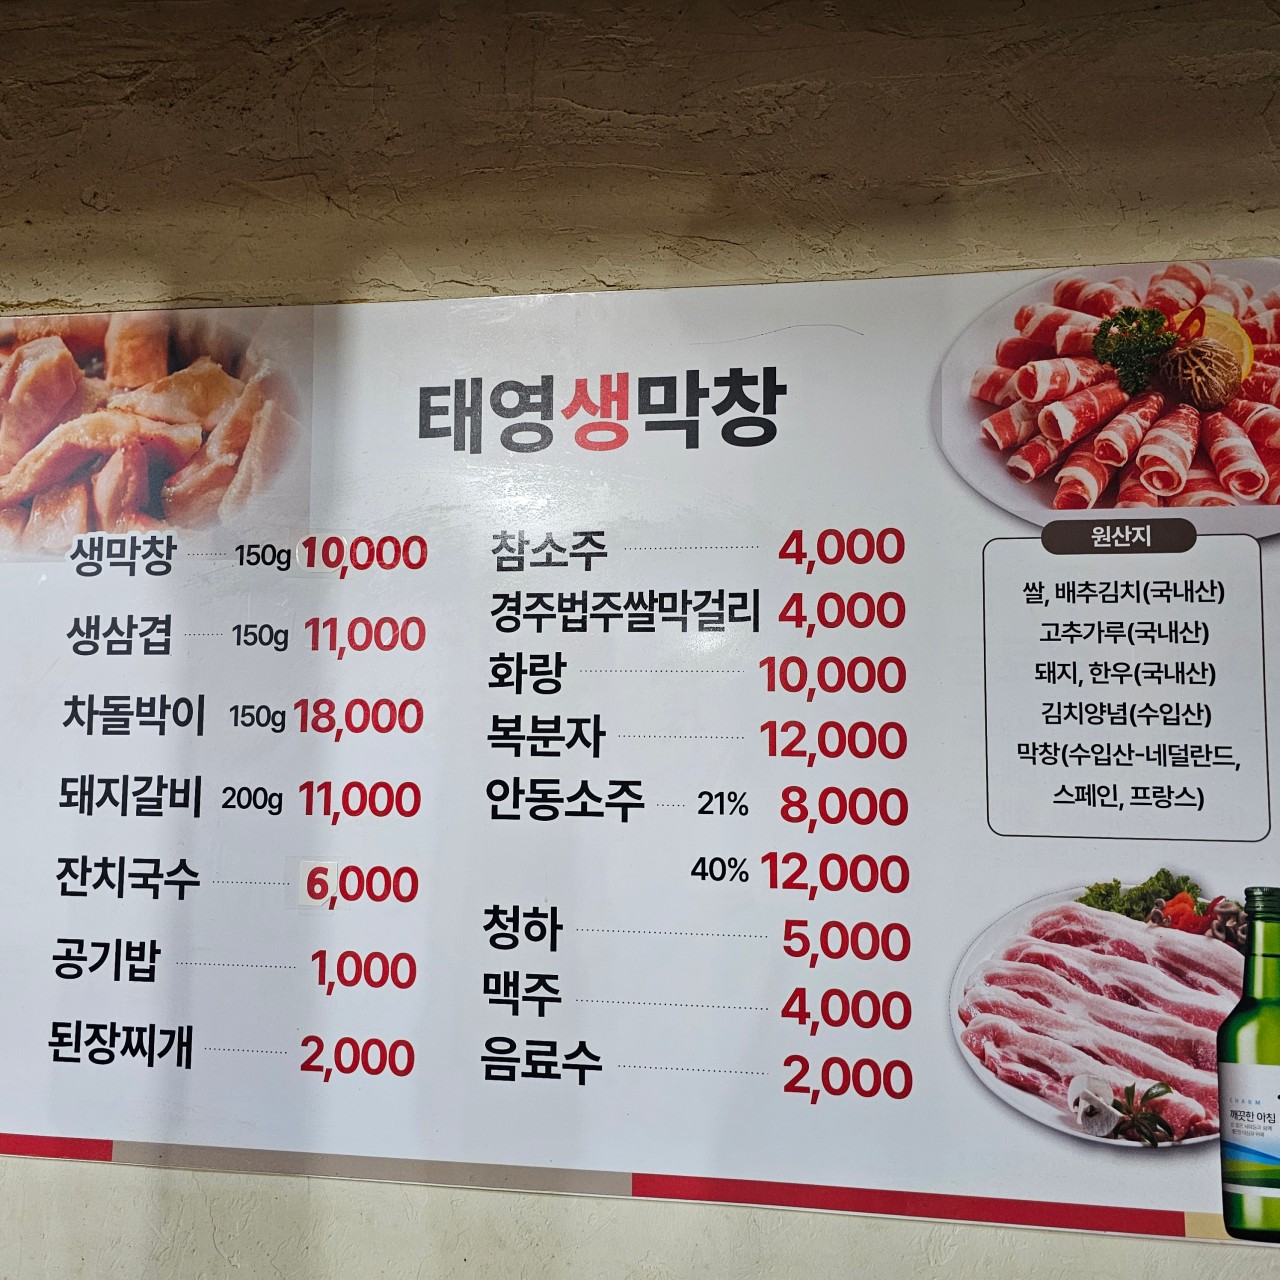 태영생막창
생막창 150g 10,000
생삼겹 150g 11,000
차돌박이 150g 18,000
돼지갈비 200g 11,000
잔치국수 6,000
공기밥 1,000
된장찌개 2,000
참소주 4,000
경주법주쌀막걸리 4,000
화랑 10,000
복분자 12,000
안동소주 21% 8,000
40% 12,000
청하 5,000
맥주 4,000
음료수 2,000
원산지
쌀, 배추김치(국내산)
고추가루(국내산)
돼지, 한우(국내산)
김치양념(수입산)
막창(수입산-네덜란드,
스페인, 프랑스)
CHARM
깨끗한 아침